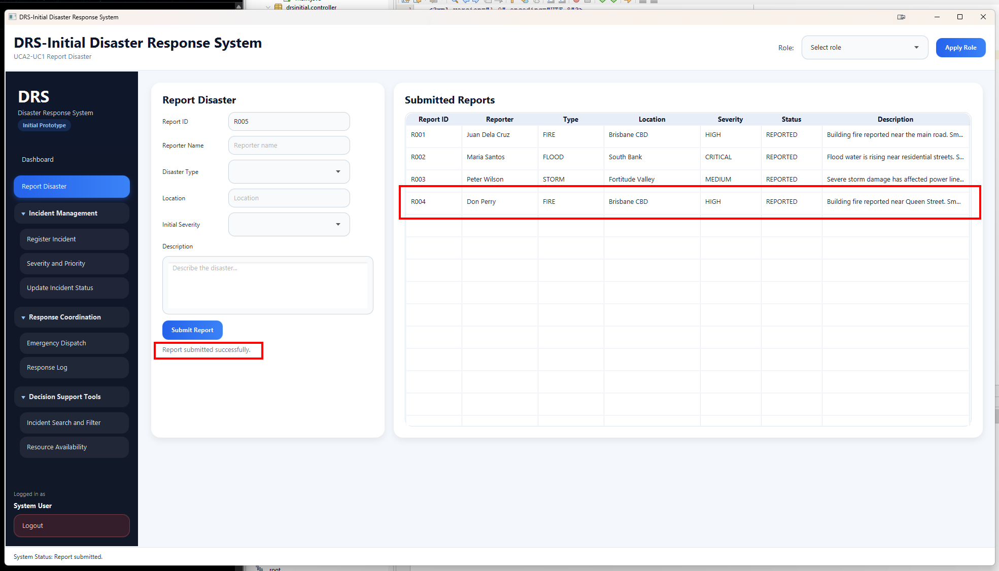 drsinitial.controller
DRS-Initial Disaster Response System
DRS-Initial Disaster Response System
UCA2-UC1 Report Disaster
Role:
Select role
Apply Role
DRS
Disaster Response System
Initial Prototype
Dashboard
Report Disaster
Incident Management
Register Incident
Severity and Priority
Update Incident Status
Response Coordination
Emergency Dispatch
Response Log
Decision Support Tools
Incident Search and Filter
Resource Availability
Logged in as
System User
Logout
Report Disaster
Report ID
R005
Reporter Name
Reporter name
Disaster Type
Location
Location
Initial Severity
Description
Describe the disaster...
Submit Report
Report submitted successfully.
Submitted Reports
Report ID Reporter Type Location Severity Status Description
R001 Juan Dela Cruz FIRE Brisbane CBD HIGH REPORTED Building fire reported near the main road. Sm...
R002 Maria Santos FLOOD South Bank CRITICAL REPORTED Flood water is rising near residential streets. S...
R003 Peter Wilson STORM Fortitude Valley MEDIUM REPORTED Severe storm damage has affected power line...
R004 Don Perry FIRE Brisbane CBD HIGH REPORTED Building fire reported near Queen Street. Sm...
System Status: Report submitted.
root